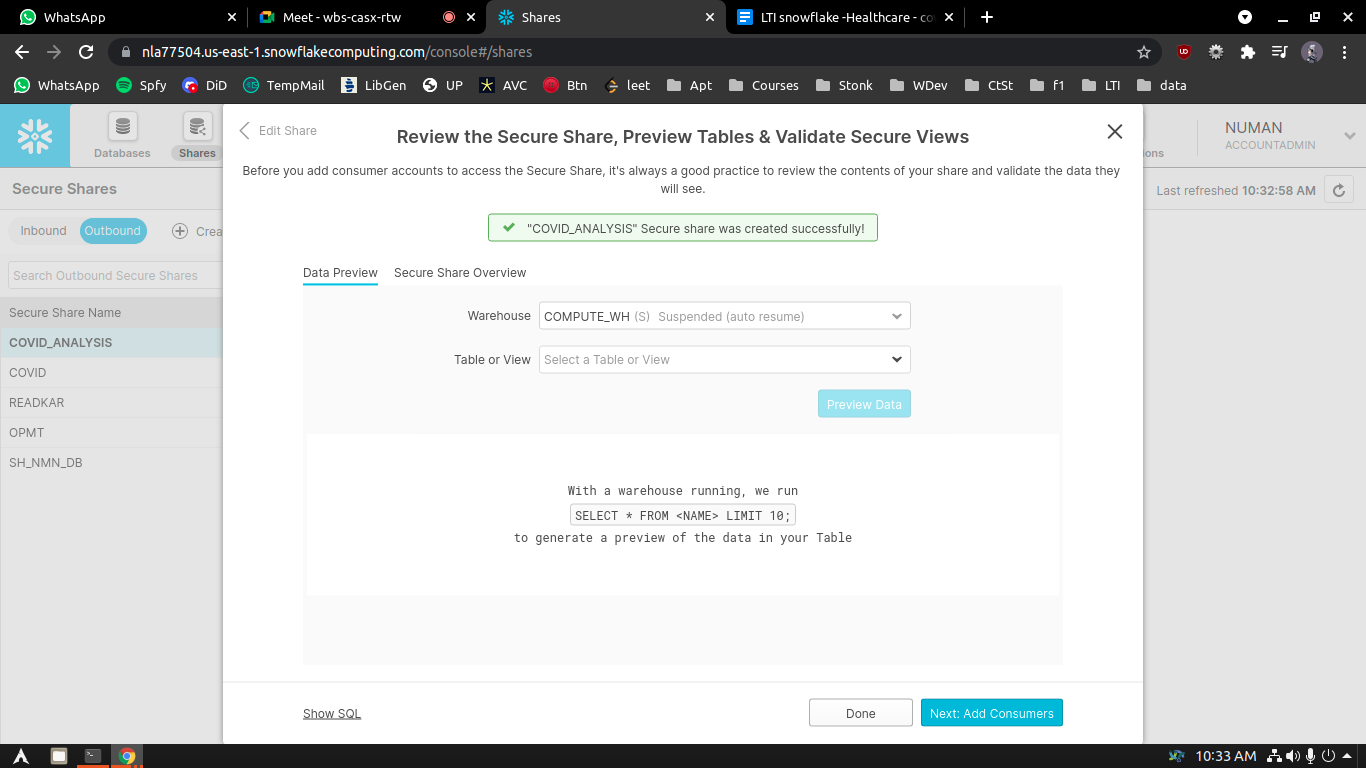 WhatsApp
Meet - wbs-casx-rtw
Shares
LTI snowflake -Healthcare - co
nla77504.us-east-1.snowflakecomputing.com/console#/shares
WhatsApp Spfy DiD TempMail LibGen UP AVC Btn leet Apt Courses Stonk WDev CtSt f1 LTI data
Databases
Shares
ons
NUMAN
ACCOUNTADMIN
Secure Shares
Last refreshed 10:32:58 AM
Inbound
Outbound
Crea
Search Outbound Secure Shares
Secure Share Name
COVID_ANALYSIS
COVID
READKAR
OPMT
SH_NMN_DB
Edit Share
Review the Secure Share, Preview Tables & Validate Secure Views
Before you add consumer accounts to access the Secure Share, it's always a good practice to review the contents of your share and validate the data they
will see.
"COVID_ANALYSIS" Secure share was created successfully!
Data Preview
Secure Share Overview
Warehouse
COMPUTE_WH (S) Suspended (auto resume)
Table or View
Select a Table or View
Preview Data
With a warehouse running, we run
SELECT * FROM <NAME> LIMIT 10;
to generate a preview of the data in your Table
Show SQL
Done
Next: Add Consumers
10:33 AM